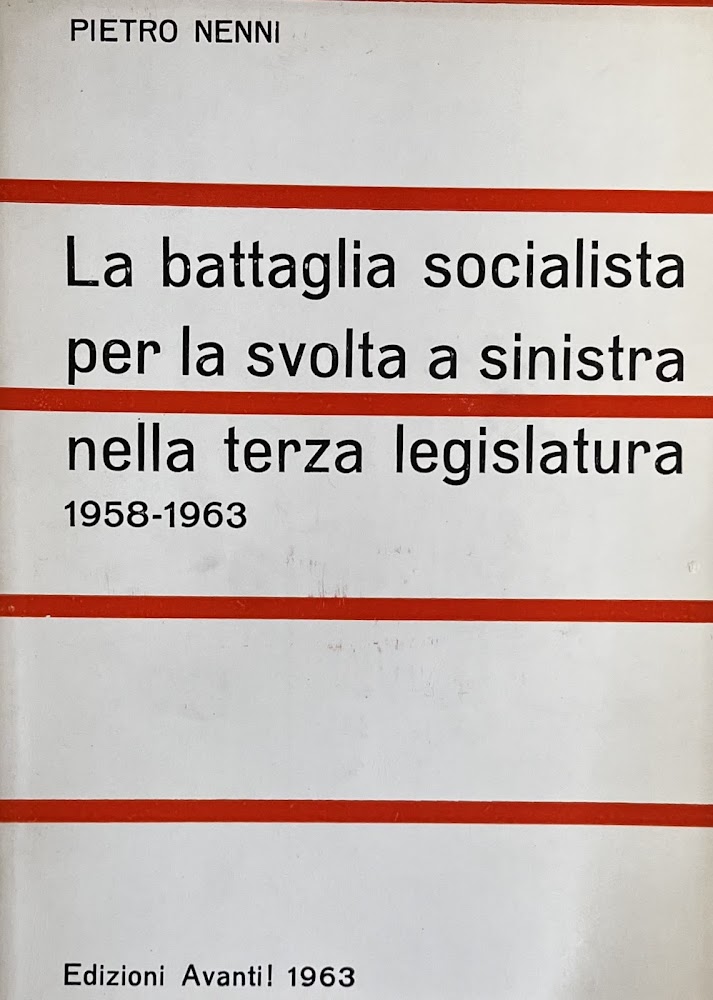 PIETRO NENNI
La battaglia socialista
per la svolta a sinistra
nella terza legislatura
1958-1963
Edizioni Avanti! 1963